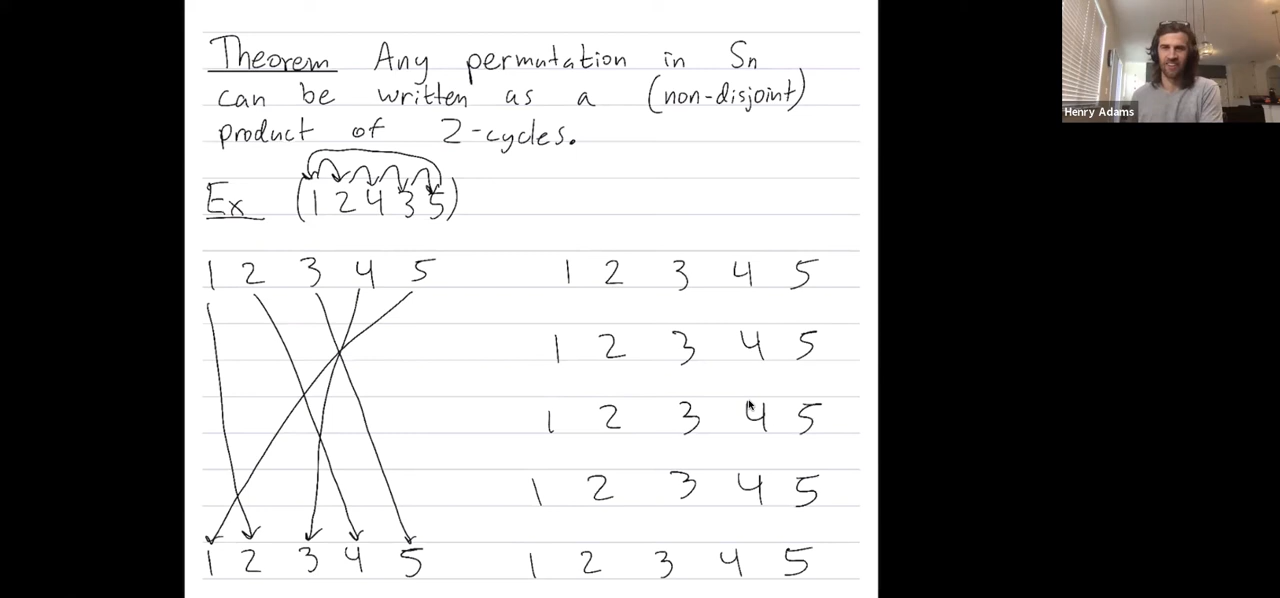 Theorem Any permutation in Sn
can be written as a (non-disjoint)
product of 2-cycles.
Ex (1 2 4 3 5)
1 2 3 4 5
1 2 3 4 5
1 2 3 4 5
1 2 3 4 5
1 2 3 4 5
1 2 3 4 5
1 2 3 4 5
Henry Adams